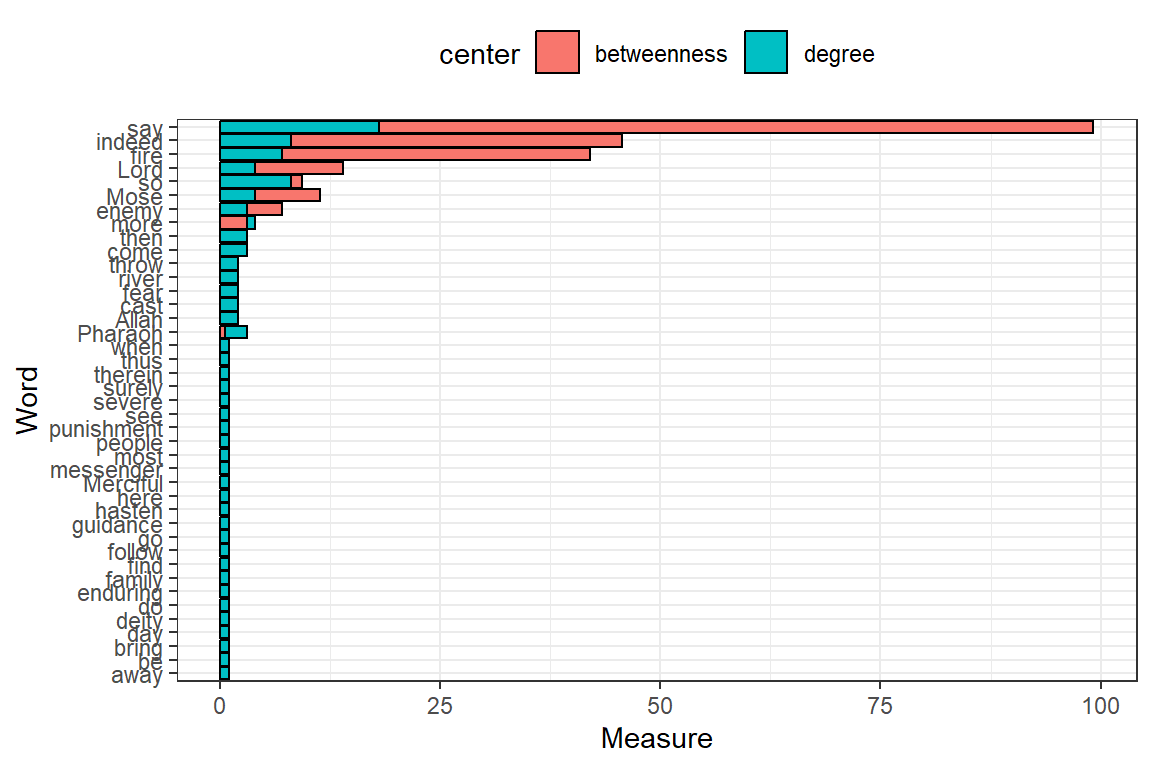 center betweenness degree
say
indeed
fire
Lord
so
Mose
enemy
more
then
come
throw
river
fear
cast
Allah
Pharaoh
when
thus
therein
surely
severe
see
punishment
people
most
messenger
Merciful
here
hasten
guidance
go
follow
find
family
enduring
do
deity
day
bring
be
away
Word
0 25 50 75 100
Measure